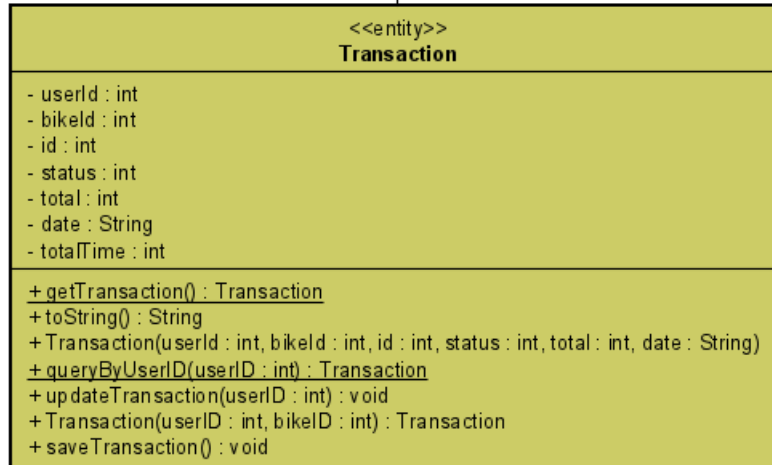 <<entity>>
Transaction
- userId : int
- bikeId : int
- id : int
- status : int
- total : int
- date : String
- totalTime : int
+ getTransaction() : Transaction
+ toString() : String
+ Transaction(userId : int, bikeId : int, id : int, status : int, total : int, date : String)
+ queryByUserID(userID : int) : Transaction
+ updateTransaction(userID : int) : void
+ Transaction(userID : int, bikeID : int) : Transaction
+ saveTransaction() : void